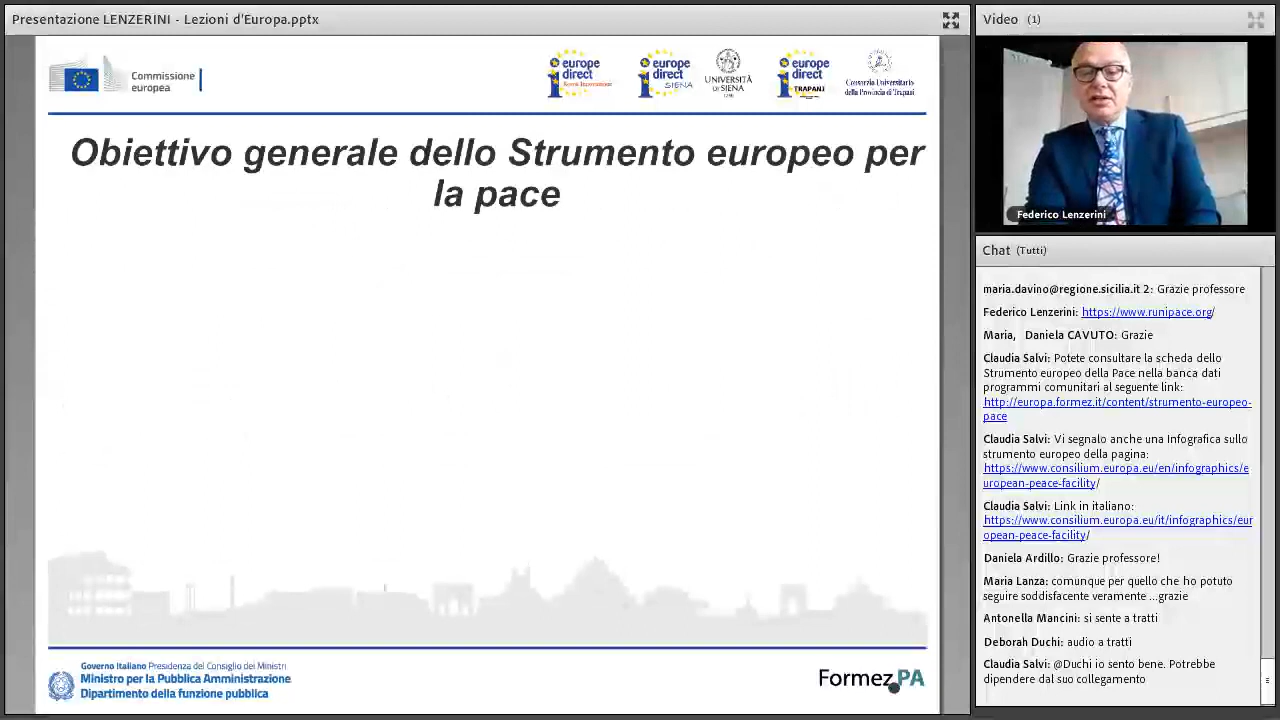 Presentazione LENZERINI - Lezioni d'Europa.pptx
Commissione
europea
europe
direct
europe
direct
SIENA
UNIVERSITÀ
DI SIENA
1240
europe
direct
TRAPANI
Consorzio Universitario
della Provincia di Trapani
Obiettivo generale dello Strumento europeo per
la pace
Governo Italiano Presidenza del Consiglio dei Ministri
Ministro per la Pubblica Amministrazione
Dipartimento della funzione pubblica
Formez PA
Video (1)
Federico Lenzerini
Chat (Tutti)
maria.davino@regione.sicilia.it 2: Grazie professore
Federico Lenzerini: https://www.runipace.org/
Maria, Daniela CAVUTO: Grazie
Claudia Salvi: Potete consultare la scheda dello
Strumento europeo della Pace nella banca dati
programmi comunitari al seguente link:
http://europa.formez.it/content/strumento-europeo-
pace
Claudia Salvi: Vi segnalo anche una Infografica sullo
strumento europeo della pagina:
https://www.consilium.europa.eu/en/infographics/e
uropean-peace-facility/
Claudia Salvi: Link in italiano:
https://www.consilium.europa.eu/it/infographics/eur
opean-peace-facility/
Daniela Ardillo: Grazie professore!
Maria Lanza: comunque per quello che ho potuto
seguire soddisfacente veramente ...grazie
Antonella Mancini: si sente a tratti
Deborah Duchi: audio a tratti
Claudia Salvi: @Duchi io sento bene. Potrebbe
dipendere dal suo collegamento